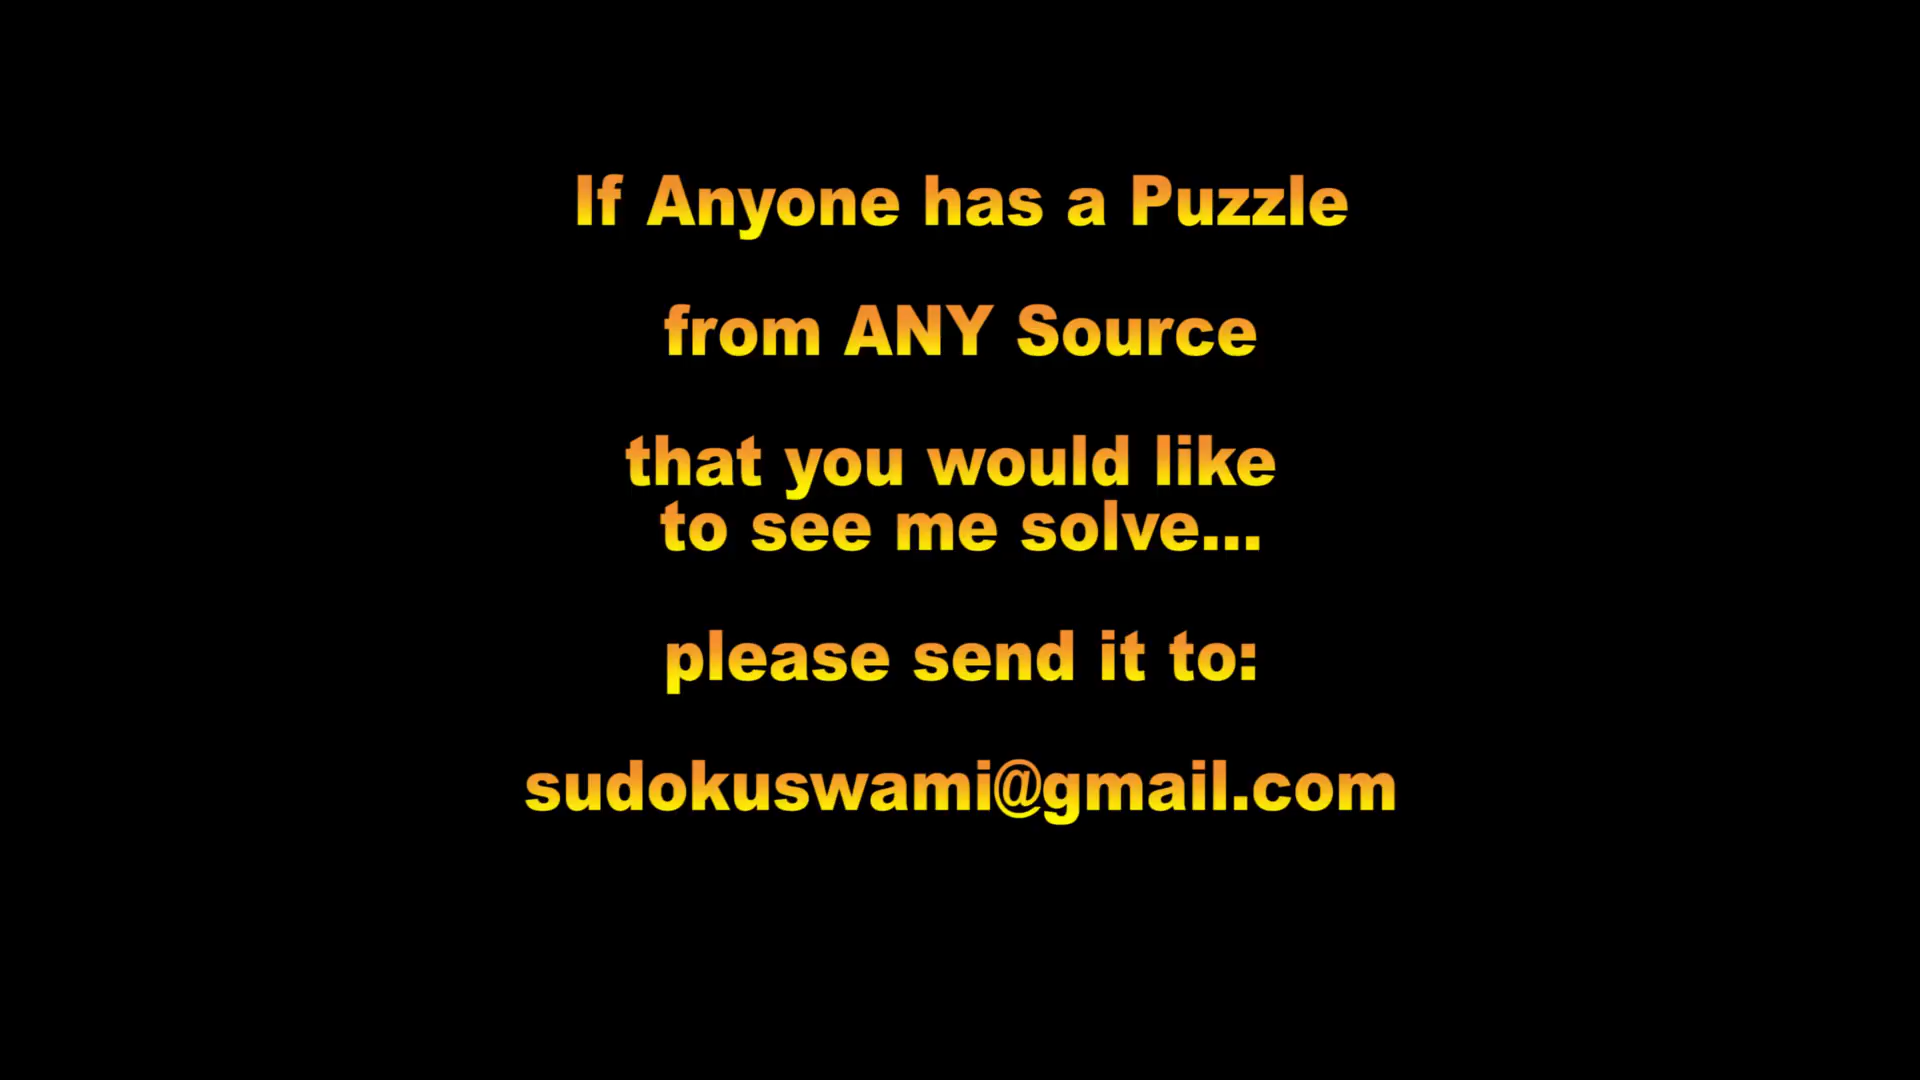 If Anyone has a Puzzle
from ANY Source
that you would like
to see me solve...
please send it to:
sudokuswami@gmail.com